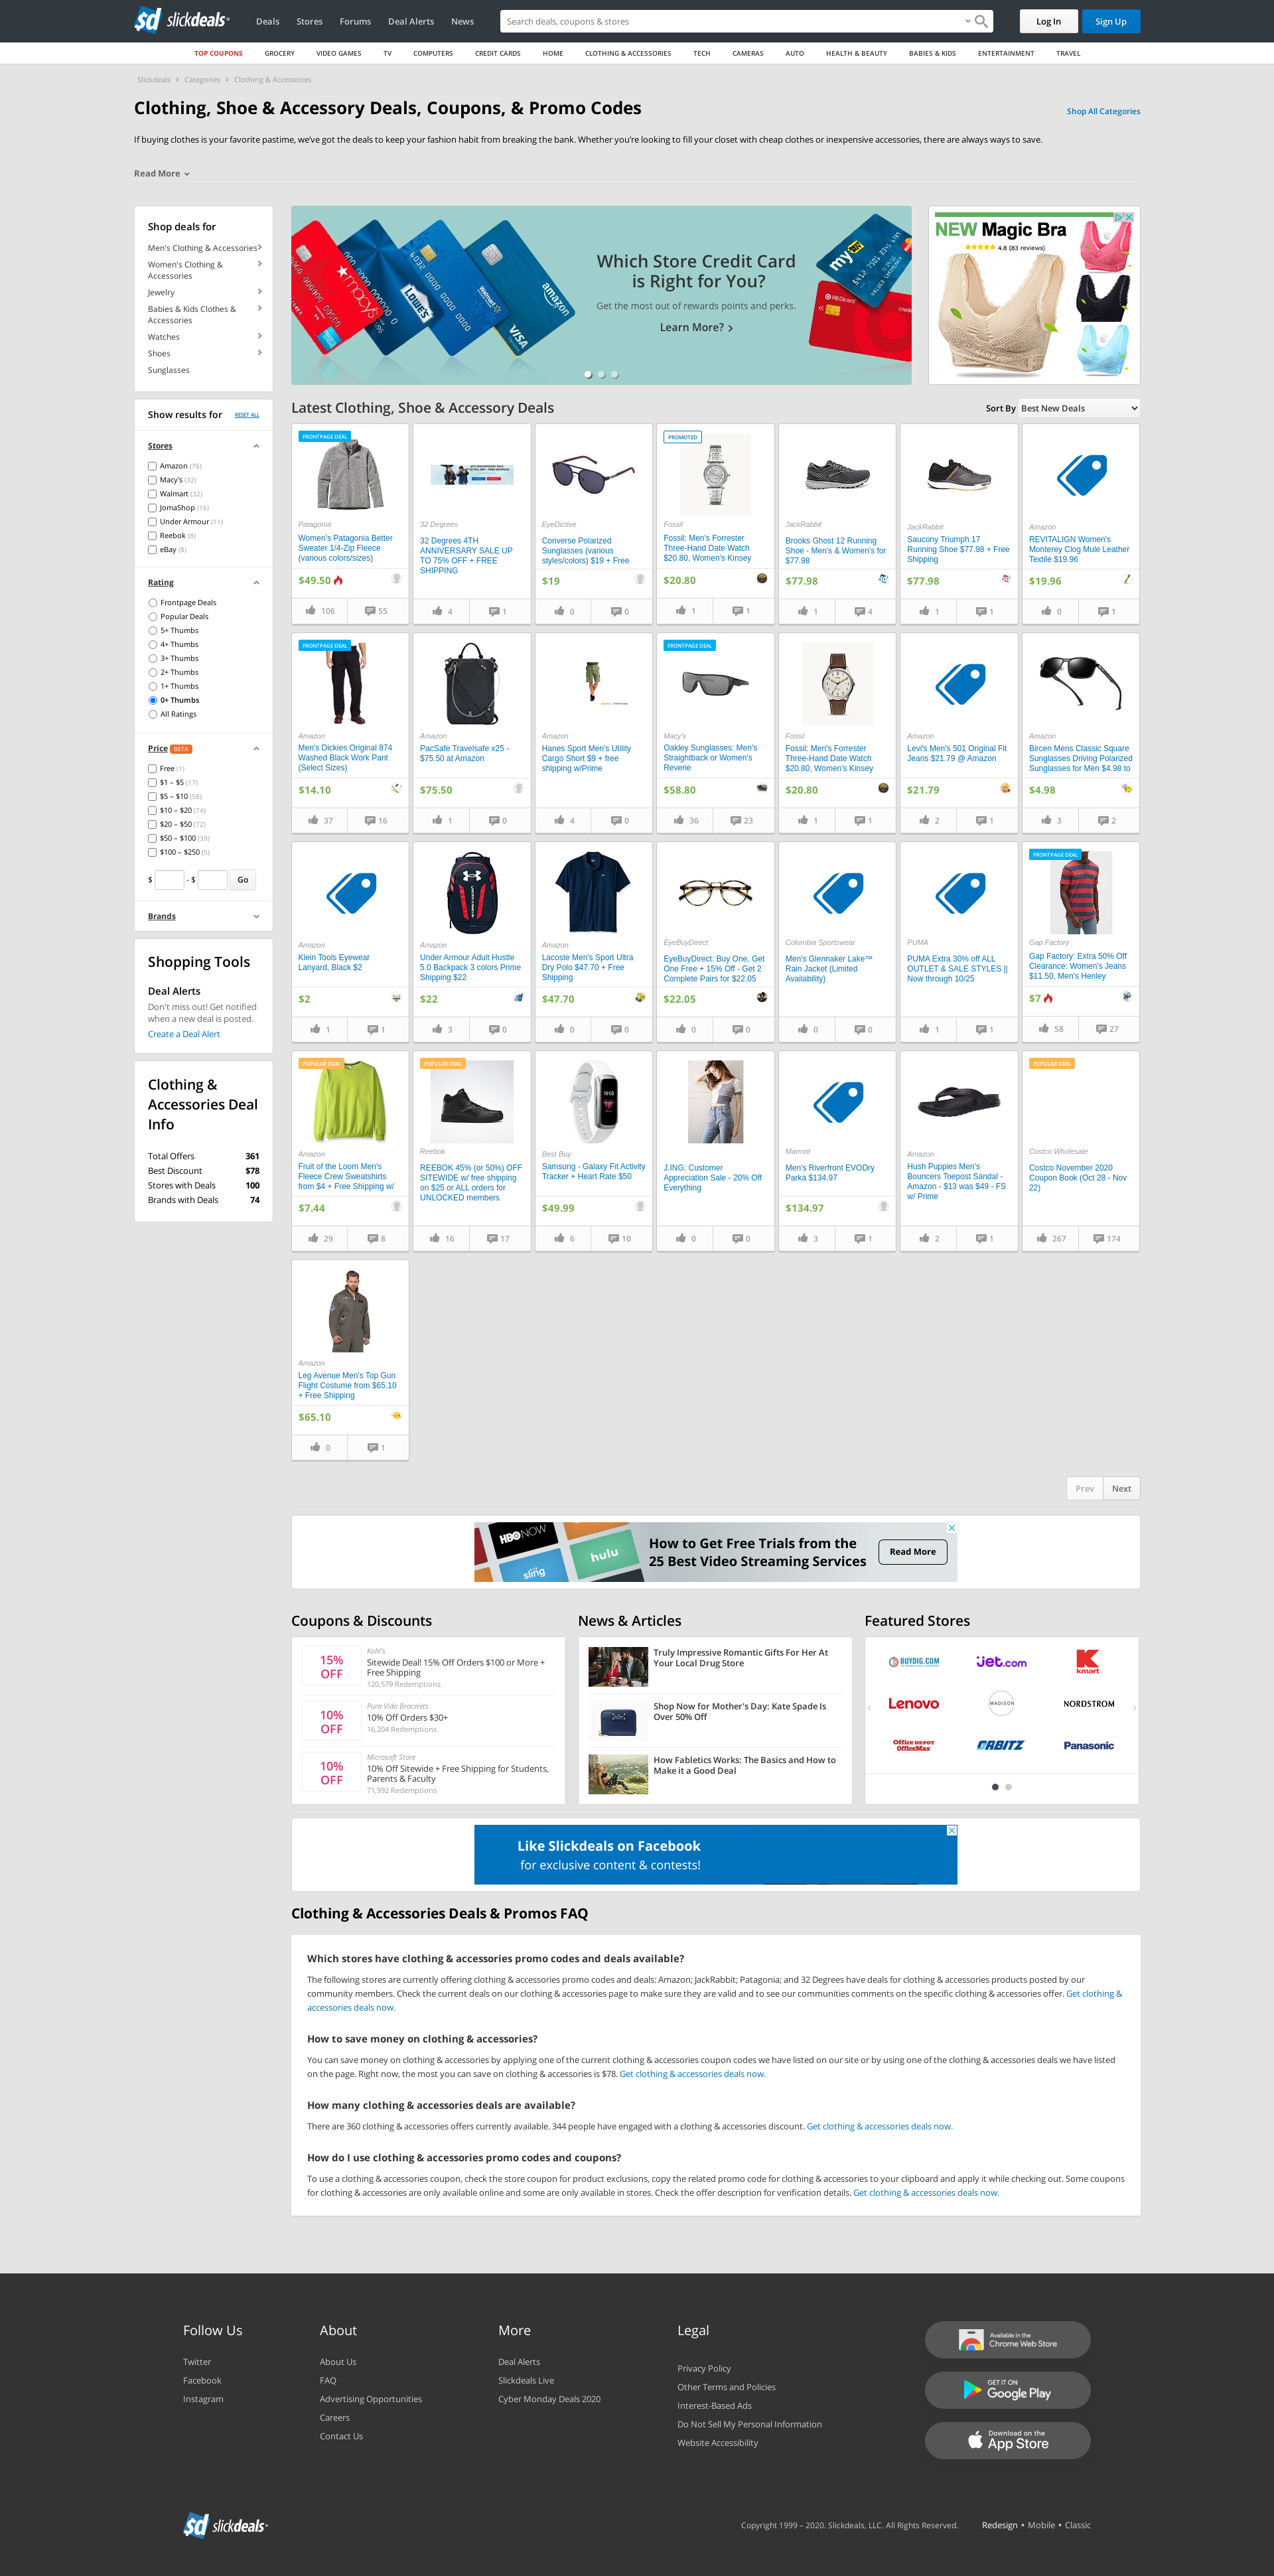 slickdeals
Deals
Stores
Forums
Deal Alerts
News
Search deals, coupons & stores
Log In
Sign Up
TOP COUPONS
GROCERY
VIDEO GAMES
TV
COMPUTERS
CREDIT CARDS
HOME
CLOTHING & ACCESSORIES
TECH
CAMERAS
AUTO
HEALTH & BEAUTY
BABIES & KIDS
ENTERTAINMENT
TRAVEL
Slickdeals > Categories > Clothing & Accessories
Clothing, Shoe & Accessory Deals, Coupons, & Promo Codes
Shop All Categories
If buying clothes is your favorite pastime, we've got the deals to keep your fashion habit from breaking the bank. Whether you're looking to fill your closet with cheap clothes or inexpensive accessories, there are always ways to save.
Read More
Shop deals for
Men's Clothing & Accessories
Women's Clothing &
Accessories
Jewelry
Babies & Kids Clothes &
Accessories
Watches
Shoes
Sunglasses
Which Store Credit Card
is Right for You?
Get the most out of rewards points and perks.
Learn More?
NEW Magic Bra
4.8 (83 reviews)
Show results for
RESET ALL
Stores
Amazon (76)
Macy's (32)
Walmart (32)
JomaShop (16)
Under Armour (11)
Reebok (8)
eBay (8)
Rating
Frontpage Deals
Popular Deals
5+ Thumbs
4+ Thumbs
3+ Thumbs
2+ Thumbs
1+ Thumbs
0+ Thumbs
All Ratings
Price BETA
Free (1)
$1 – $5 (17)
$5 – $10 (58)
$10 – $20 (74)
$20 – $50 (72)
$50 – $100 (39)
$100 – $250 (5)
$ - $ Go
Brands
Shopping Tools
Deal Alerts
Don't miss out! Get notified
when a new deal is posted.
Create a Deal Alert
Clothing &
Accessories Deal
Info
Total Offers 361
Best Discount $78
Stores with Deals 100
Brands with Deals 74
Latest Clothing, Shoe & Accessory Deals
Sort By Best New Deals
FRONTPAGE DEAL
Patagonia
Women's Patagonia Better
Sweater 1/4-Zip Fleece
(various colors/sizes)
$49.50
106 55
32 Degrees
32 Degrees 4TH
ANNIVERSARY SALE UP
TO 75% OFF + FREE
SHIPPING
4 1
EyeDictive
Converse Polarized
Sunglasses (various
styles/colors) $19 + Free
$19
0 0
PROMOTED
Fossil
Fossil: Men's Forrester
Three-Hand Date Watch
$20.80, Women's Kinsey
$20.80
1 1
JackRabbit
Brooks Ghost 12 Running
Shoe - Men's & Women's for
$77.98
$77.98
1 4
JackRabbit
Saucony Triumph 17
Running Shoe $77.98 + Free
Shipping
$77.98
1 1
Amazon
REVITALIGN Women's
Monterey Clog Mule Leather
Textile $19.96
$19.96
0 1
FRONTPAGE DEAL
Amazon
Men's Dickies Original 874
Washed Black Work Pant
(Select Sizes)
$14.10
37 16
Amazon
PacSafe Travelsafe x25 -
$75.50 at Amazon
$75.50
1 0
Amazon
Hanes Sport Men's Utility
Cargo Short $9 + free
shipping w/Prime
4 0
FRONTPAGE DEAL
Macy's
Oakley Sunglasses: Men's
Straightback or Women's
Reverie
$58.80
36 23
Fossil
Fossil: Men's Forrester
Three-Hand Date Watch
$20.80, Women's Kinsey
$20.80
1 1
Amazon
Levi's Men's 501 Original Fit
Jeans $21.79 @ Amazon
$21.79
2 1
Amazon
Bircen Mens Classic Square
Sunglasses Driving Polarized
Sunglasses for Men $4.98 to
$4.98
3 2
Amazon
Klein Tools Eyewear
Lanyard, Black $2
$2
1 1
Amazon
Under Armour Adult Hustle
5.0 Backpack 3 colors Prime
Shipping $22
$22
3 0
Amazon
Lacoste Men's Sport Ultra
Dry Polo $47.70 + Free
Shipping
$47.70
0 0
EyeBuyDirect
EyeBuyDirect: Buy One, Get
One Free + 15% Off - Get 2
Complete Pairs for $22.05
$22.05
0 0
Columbia Sportswear
Men's Glennaker Lake™
Rain Jacket (Limited
Availability)
0 0
PUMA
PUMA Extra 30% off ALL
OUTLET & SALE STYLES ||
Now through 10/25
1 1
FRONTPAGE DEAL
Gap Factory
Gap Factory: Extra 50% Off
Clearance: Women's Jeans
$11.50, Men's Henley
$7
58 27
POPULAR DEAL
Amazon
Fruit of the Loom Men's
Fleece Crew Sweatshirts
from $4 + Free Shipping w/
$7.44
29 8
POPULAR DEAL
Reebok
REEBOK 45% (or 50%) OFF
SITEWIDE w/ free shipping
on $25 or ALL orders for
UNLOCKED members
16 17
Best Buy
Samsung - Galaxy Fit Activity
Tracker + Heart Rate $50
$49.99
6 10
J.ING: Customer
Appreciation Sale - 20% Off
Everything
0 0
Marmot
Men's Riverfront EVODry
Parka $134.97
$134.97
3 1
Amazon
Hush Puppies Men's
Bouncers Toepost Sandal -
Amazon - $13 was $49 - FS
w/ Prime
2 1
POPULAR DEAL
Costco Wholesale
Costco November 2020
Coupon Book (Oct 28 - Nov
22)
267 174
Amazon
Leg Avenue Men's Top Gun
Flight Costume from $65.10
+ Free Shipping
$65.10
0 1
Prev Next
HBO NOW
hulu
sling
How to Get Free Trials from the
25 Best Video Streaming Services
Read More
Coupons & Discounts
15%
OFF
Kohl's
Sitewide Deal! 15% Off Orders $100 or More +
Free Shipping
120,579 Redemptions
10%
OFF
Pura Vida Bracelets
10% Off Orders $30+
16,204 Redemptions
10%
OFF
Microsoft Store
10% Off Sitewide + Free Shipping for Students,
Parents & Faculty
71,992 Redemptions
News & Articles
Truly Impressive Romantic Gifts For Her At
Your Local Drug Store
Shop Now for Mother's Day: Kate Spade Is
Over 50% Off
How Fabletics Works: The Basics and How to
Make it a Good Deal
Featured Stores
BUYDIG.COM
jet.com
kmart
Lenovo
MADISON
NORDSTROM
Office DEPOT
OfficeMax
ORBITZ
Panasonic
Like Slickdeals on Facebook
for exclusive content & contests!
Clothing & Accessories Deals & Promos FAQ
Which stores have clothing & accessories promo codes and deals available?
The following stores are currently offering clothing & accessories promo codes and deals: Amazon; JackRabbit; Patagonia; and 32 Degrees have deals for clothing & accessories products posted by our
community members. Check the current deals on our clothing & accessories page to make sure they are valid and to see our communities comments on the specific clothing & accessories offer. Get clothing &
accessories deals now.
How to save money on clothing & accessories?
You can save money on clothing & accessories by applying one of the current clothing & accessories coupon codes we have listed on our site or by using one of the clothing & accessories deals we have listed
on the page. Right now, the most you can save on clothing & accessories is $78. Get clothing & accessories deals now.
How many clothing & accessories deals are available?
There are 360 clothing & accessories offers currently available. 344 people have engaged with a clothing & accessories discount. Get clothing & accessories deals now.
How do I use clothing & accessories promo codes and coupons?
To use a clothing & accessories coupon, check the store coupon for product exclusions, copy the related promo code for clothing & accessories to your clipboard and apply it while checking out. Some coupons
for clothing & accessories are only available online and some are only available in stores. Check the offer description for verification details. Get clothing & accessories deals now.
Follow Us
Twitter
Facebook
Instagram
About
About Us
FAQ
Advertising Opportunities
Careers
Contact Us
More
Deal Alerts
Slickdeals Live
Cyber Monday Deals 2020
Legal
Privacy Policy
Other Terms and Policies
Interest-Based Ads
Do Not Sell My Personal Information
Website Accessibility
Available in the
Chrome Web Store
GET IT ON
Google Play
Download on the
App Store
slickdeals
Copyright 1999 – 2020. Slickdeals, LLC. All Rights Reserved.
Redesign • Mobile • Classic